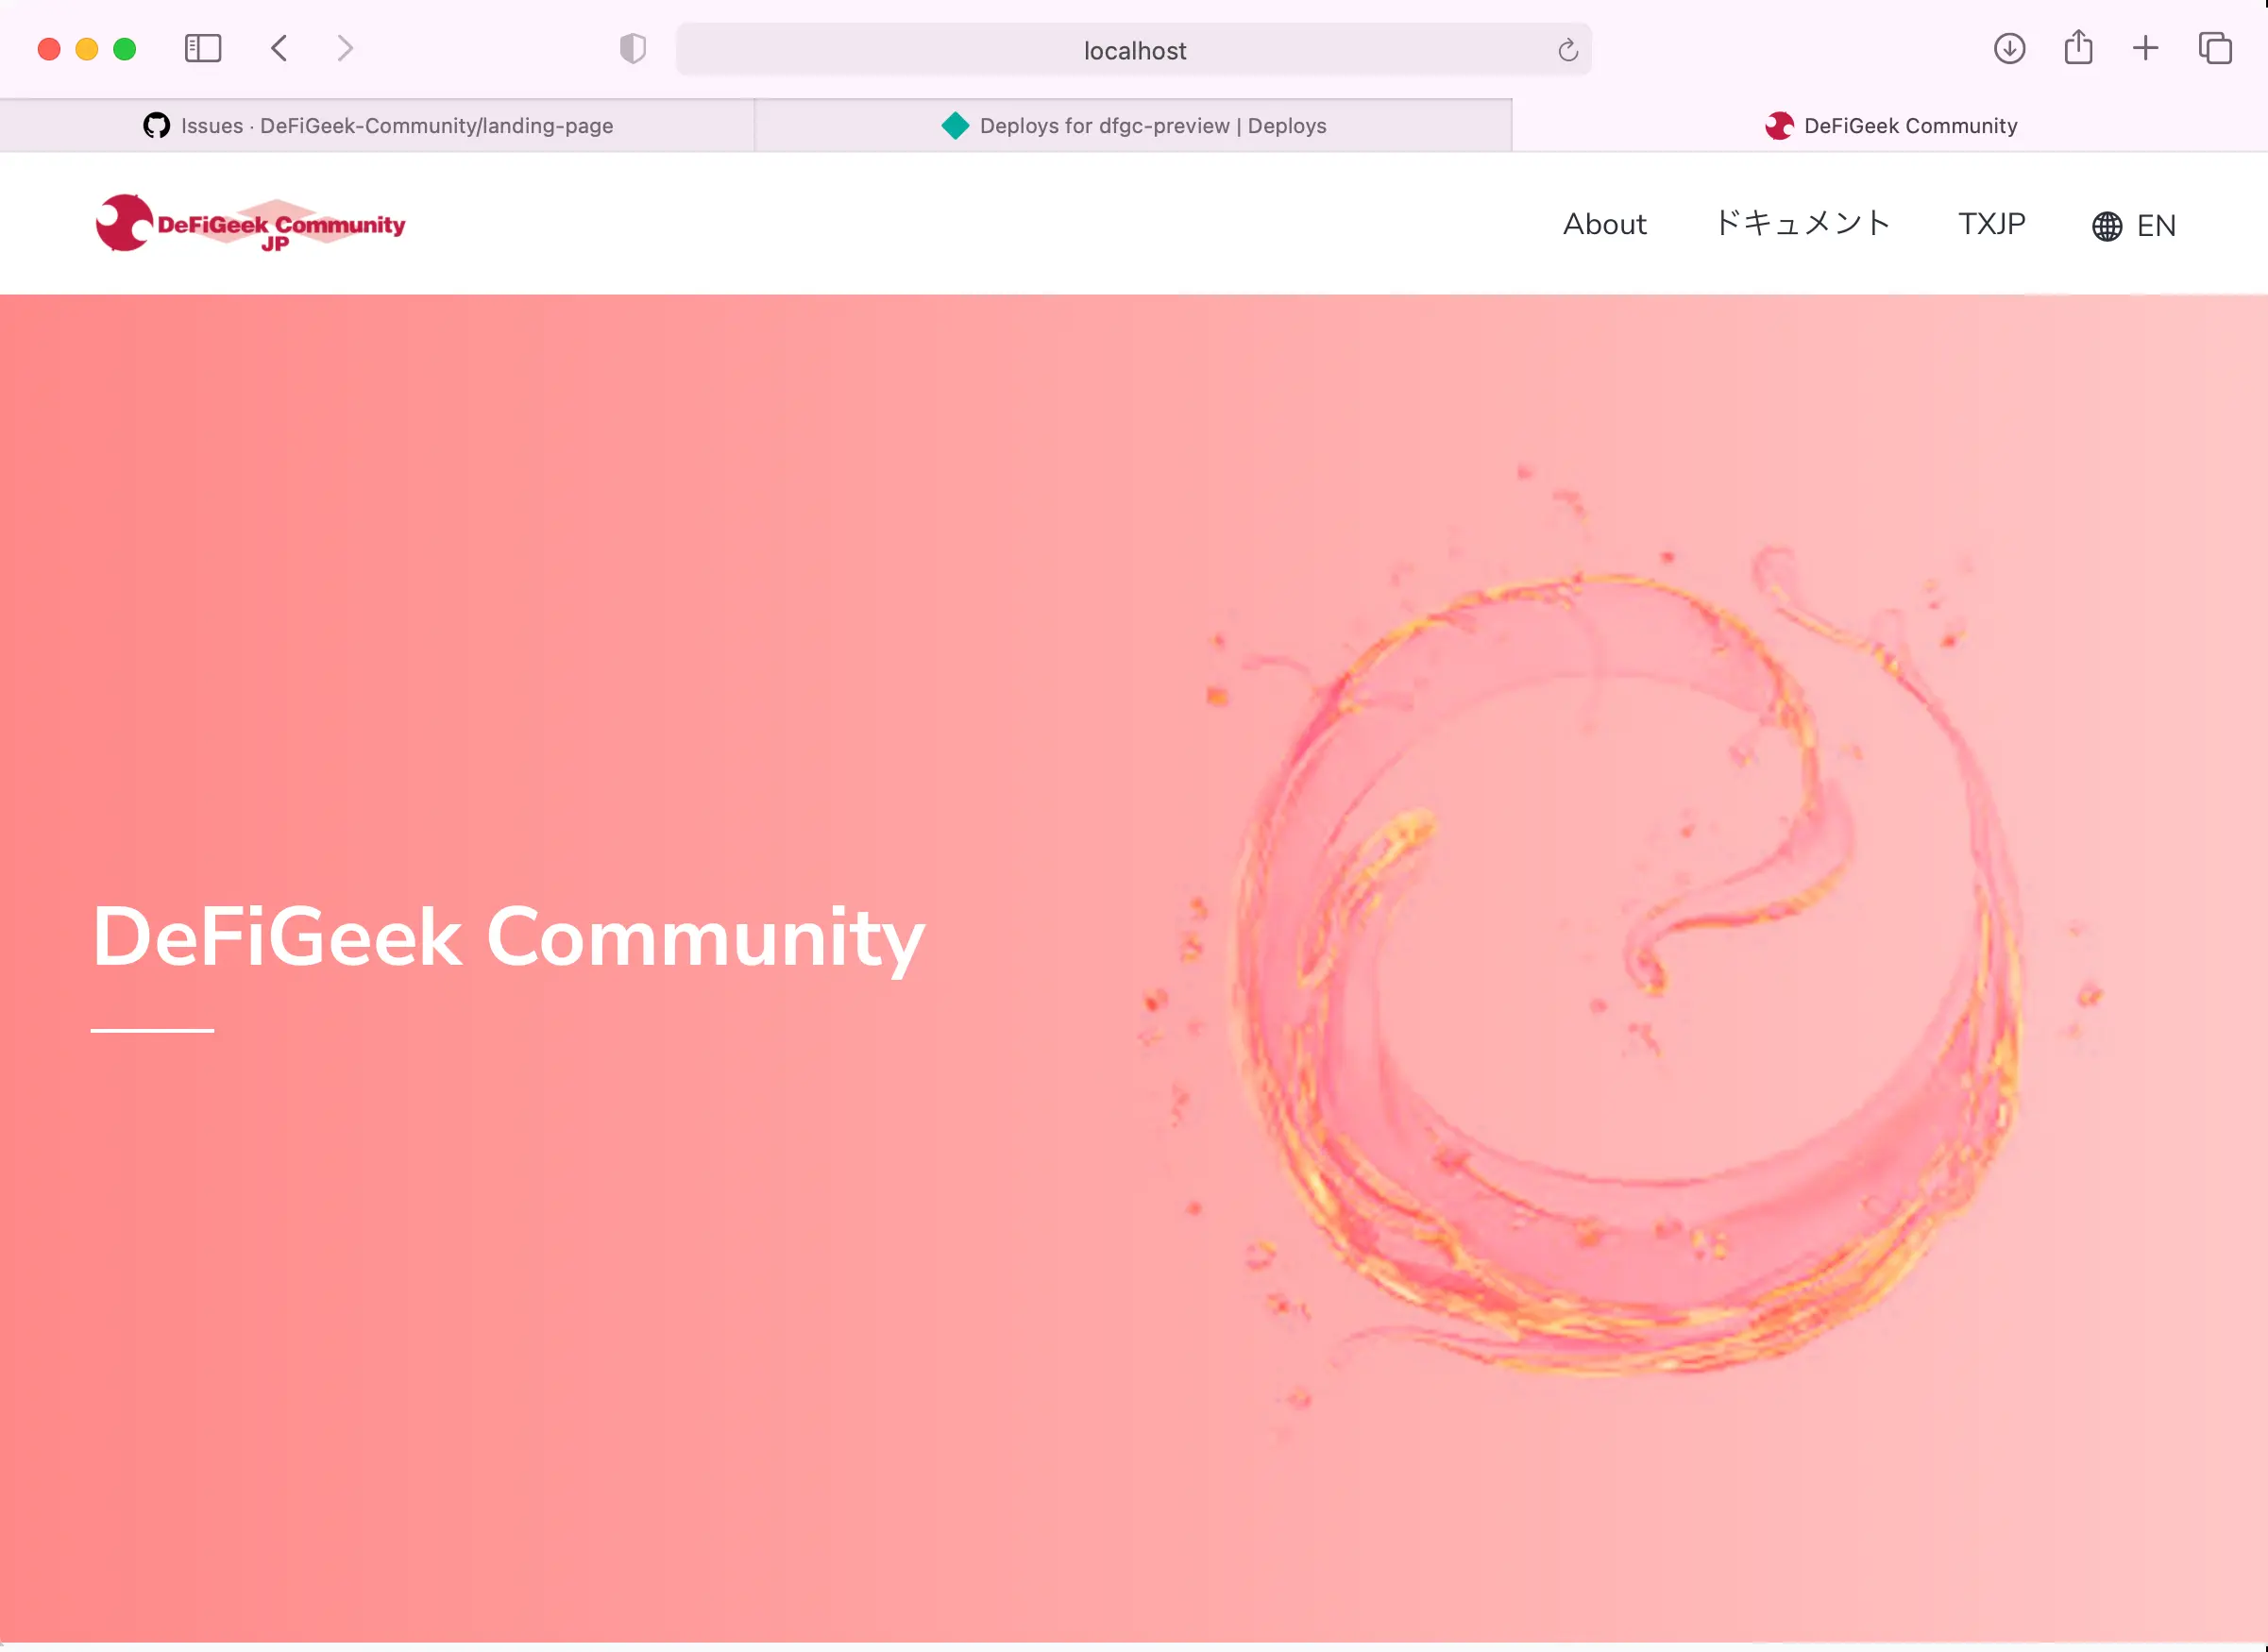 localhost
Issues · DeFiGeek-Community/landing-page
Deploys for dfgc-preview | Deploys
DeFiGeek Community
DeFiGeek Community
JP
About
ドキュメント
TXJP
EN
DeFiGeek Community